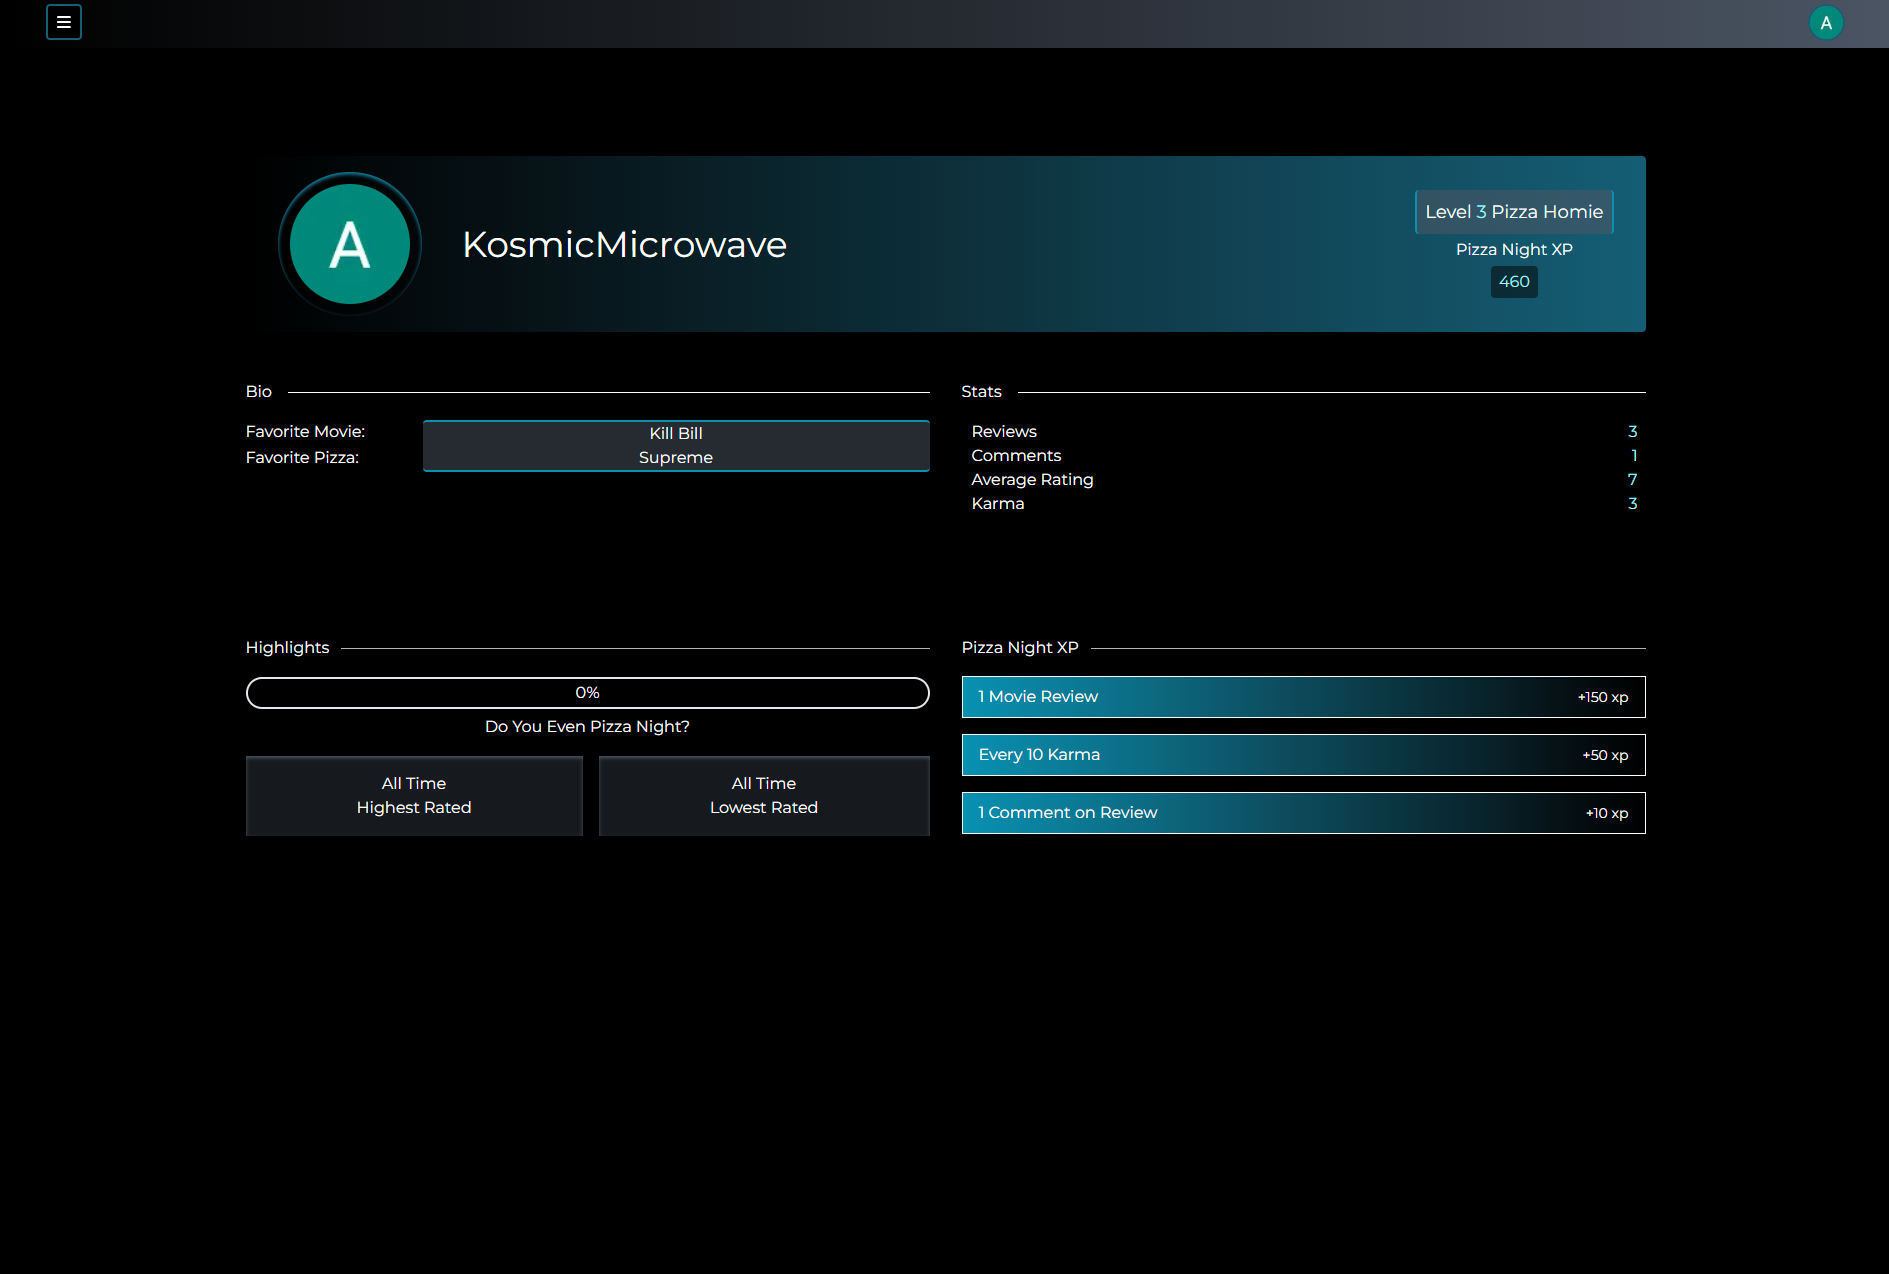 A
A
KosmicMicrowave
Level 3 Pizza Homie
Pizza Night XP
460
Bio
Favorite Movie:
Kill Bill
Favorite Pizza:
Supreme
Stats
Reviews 3
Comments 1
Average Rating 7
Karma 3
Highlights
0%
Do You Even Pizza Night?
All Time
Highest Rated
All Time
Lowest Rated
Pizza Night XP
1 Movie Review +150 xp
Every 10 Karma +50 xp
1 Comment on Review +10 xp